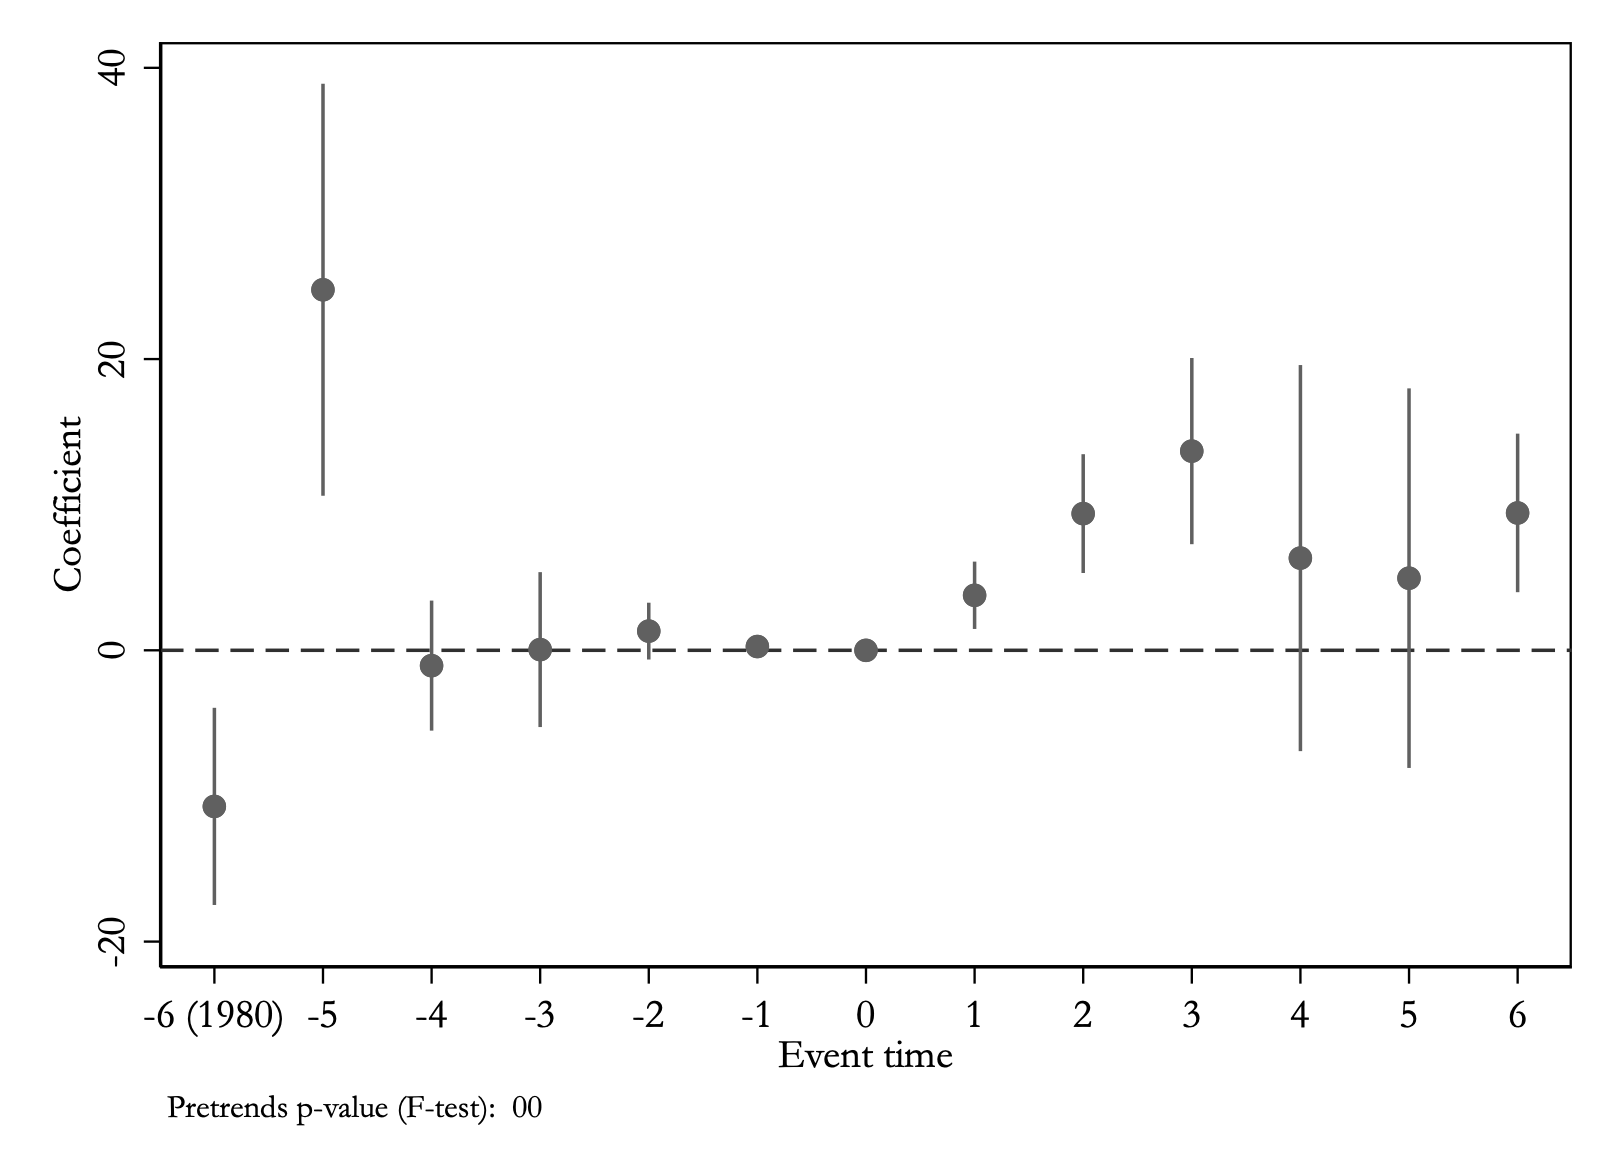 Coefficient
40
20
0
-20
-6 (1980) -5 -4 -3 -2 -1 0 1 2 3 4 5 6
Event time
Pretrends p-value (F-test): 00